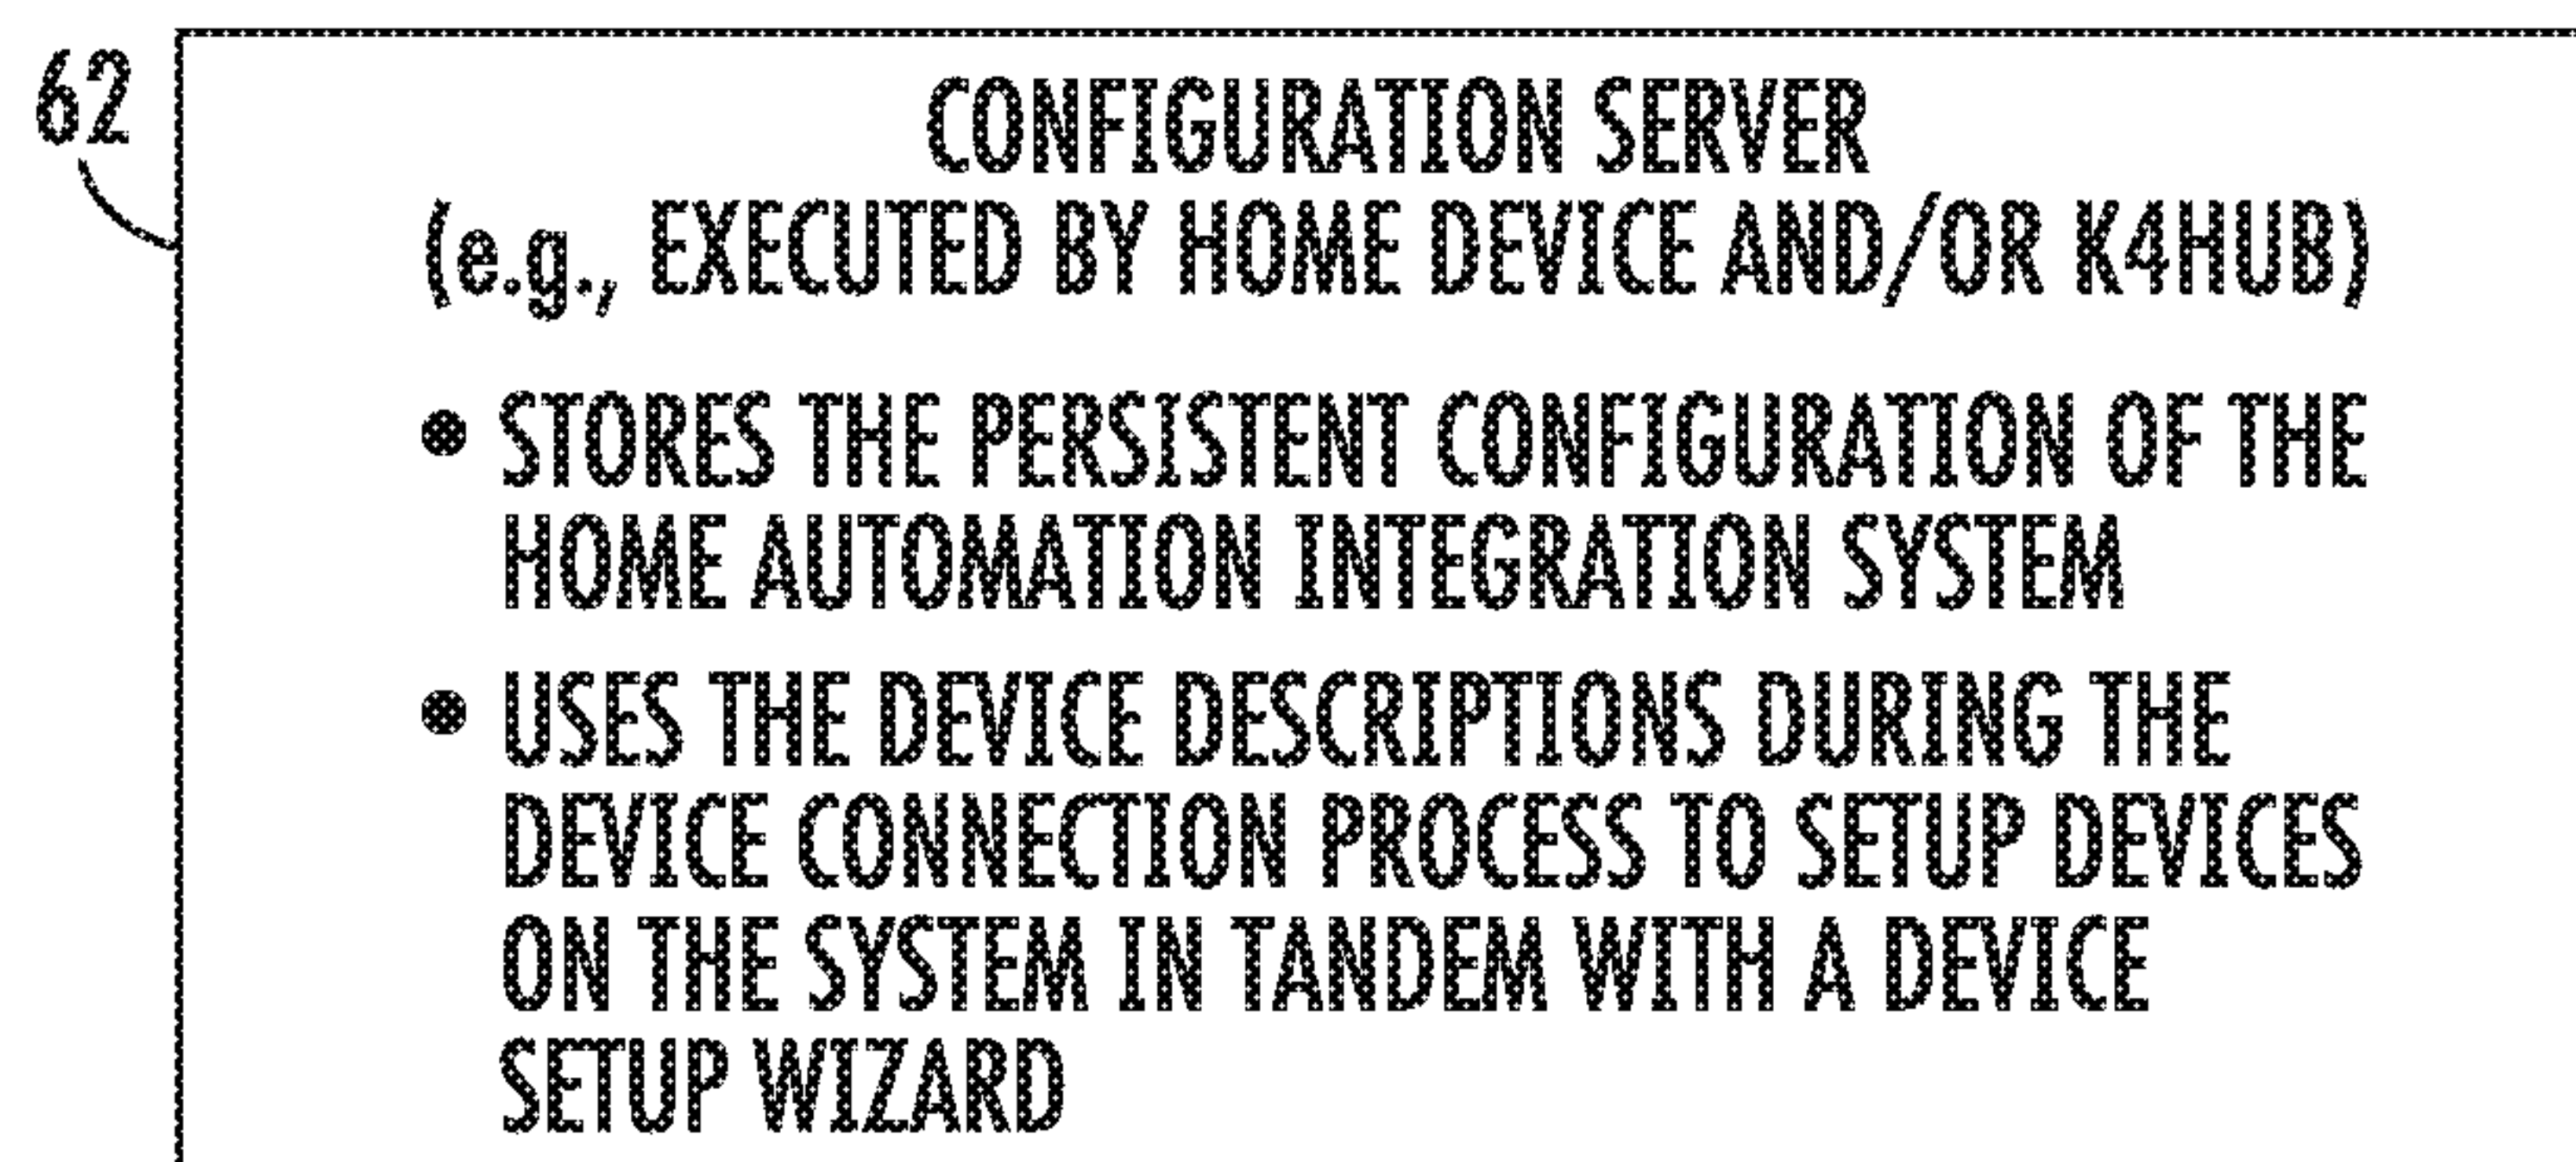 62
CONFIGURATION SERVER
(e.g., EXECUTED BY HOME DEVICE AND/OR K4HUB)
• STORES THE PERSISTENT CONFIGURATION OF THE
HOME AUTOMATION INTEGRATION SYSTEM
• USES THE DEVICE DESCRIPTIONS DURING THE
DEVICE CONNECTION PROCESS TO SETUP DEVICES
ON THE SYSTEM IN TANDEM WITH A DEVICE
SETUP WIZARD